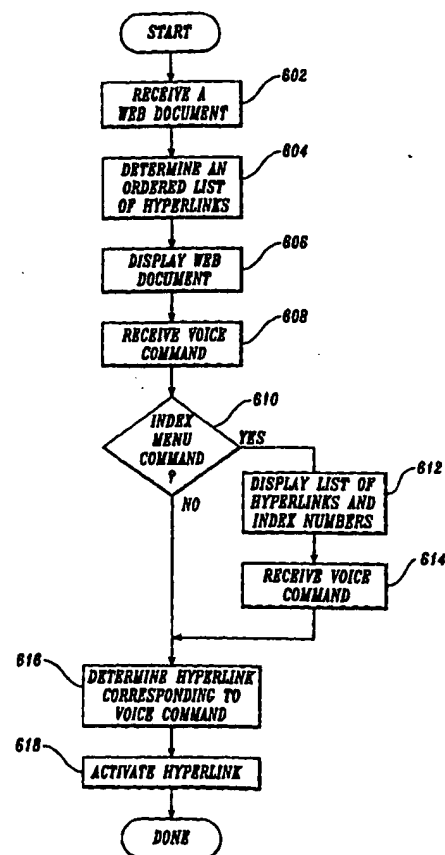 START
602
RECEIVE A
WEB DOCUMENT
604
DETERMINE AN
ORDERED LIST
OF HYPERLINKS
606
DISPLAY WEB
DOCUMENT
608
RECEIVE VOICE
COMMAND
610
INDEX
MENU
COMMAND
?
YES
NO
612
DISPLAY LIST OF
HYPERLINKS AND
INDEX NUMBERS
614
RECEIVE VOICE
COMMAND
616
DETERMINE HYPERLINK
CORRESPONDING TO
VOICE COMMAND
618
ACTIVATE HYPERLINK
DONE